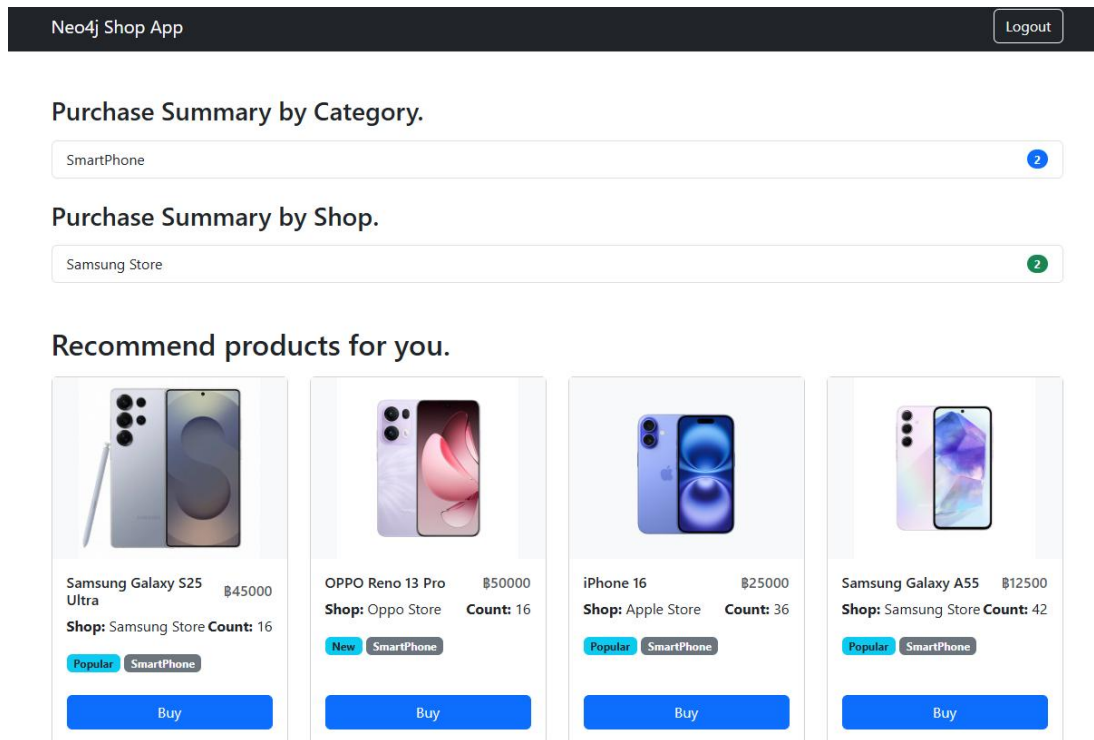 Neo4j Shop App
Logout
Purchase Summary by Category.
SmartPhone 2
Purchase Summary by Shop.
Samsung Store 2
Recommend products for you.
Samsung Galaxy S25 Ultra ฿45000
Shop: Samsung Store Count: 16
Popular SmartPhone
Buy
OPPO Reno 13 Pro ฿50000
Shop: Oppo Store Count: 16
New SmartPhone
Buy
iPhone 16 ฿25000
Shop: Apple Store Count: 36
Popular SmartPhone
Buy
Samsung Galaxy A55 ฿12500
Shop: Samsung Store Count: 42
Popular SmartPhone
Buy